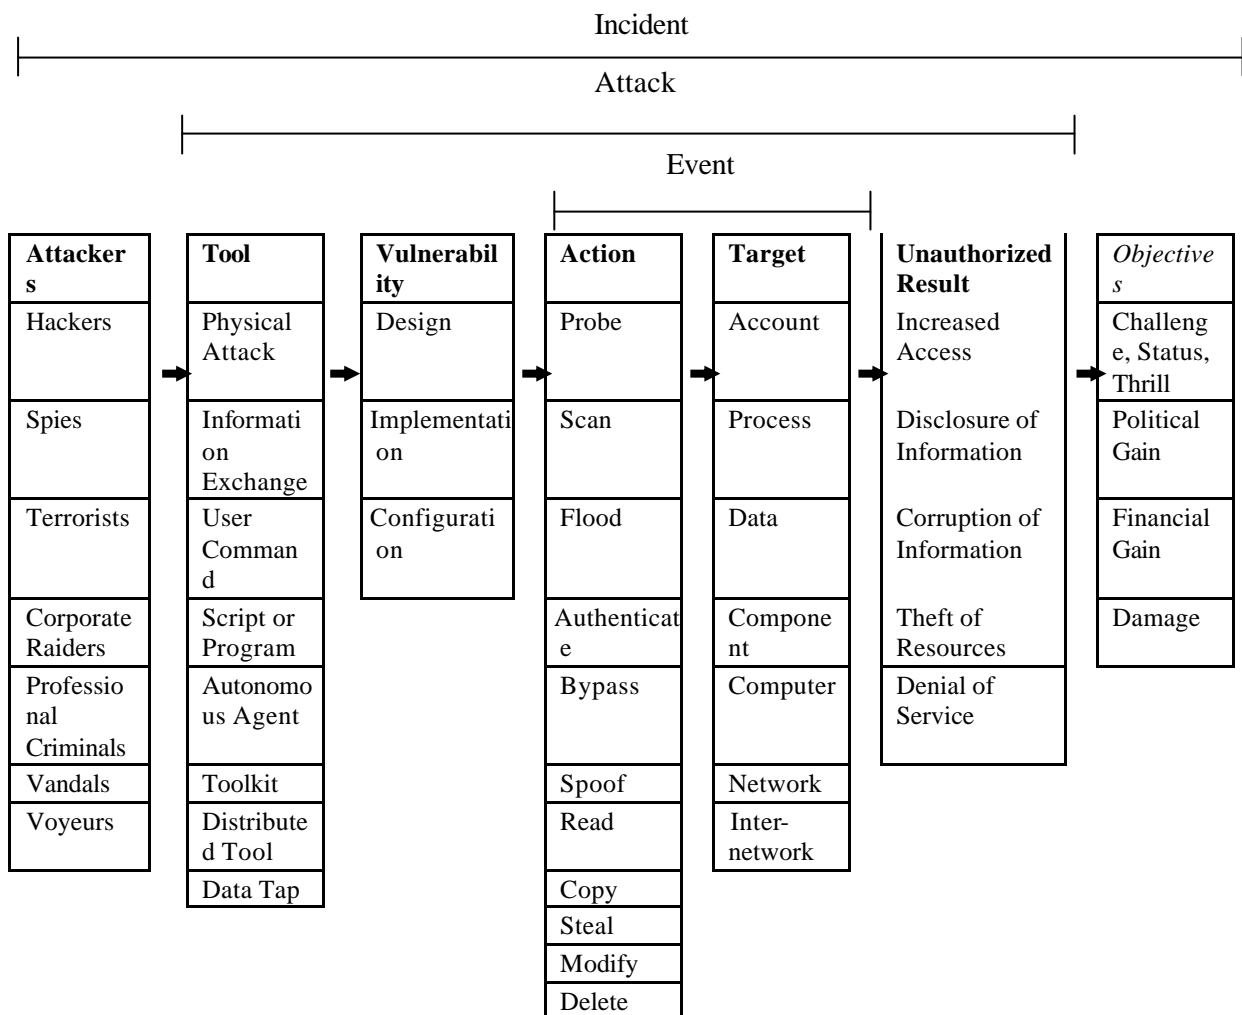 Incident
Attack
Event
Attacker
s
Hackers
Spies
Terrorists
Corporate
Raiders
Professio
nal
Criminals
Vandals
Voyeurs
Tool
Physical
Attack
Informati
on
Exchange
User
Comman
d
Script or
Program
Autonomo
us Agent
Toolkit
Distribute
d Tool
Data Tap
Vulnerabil
ity
Design
Implementati
on
Configurati
on
Action
Probe
Scan
Flood
Authenticat
e
Bypass
Spoof
Read
Copy
Steal
Modify
Delete
Target
Account
Process
Data
Compone
nt
Computer
Network
Inter-
network
Unauthorized
Result
Increased
Access
Disclosure of
Information
Corruption of
Information
Theft of
Resources
Denial of
Service
Objective
s
Challeng
e, Status,
Thrill
Political
Gain
Financial
Gain
Damage